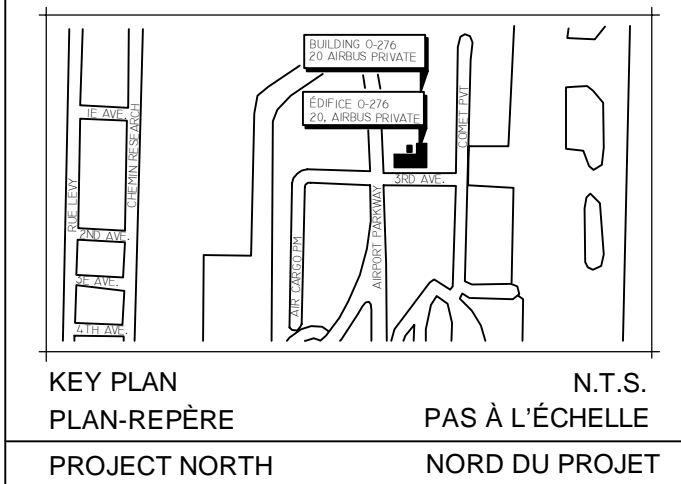 BUILDING O-276
20 AIRBUS PRIVATE
ÉDIFICE O-276
20, AIRBUS PRIVATE
1E AVE.
CHEMIN RESEARCH
RUE LEVY
2ND AVE.
3E AVE.
4TH AVE.
COMET PVT
3RD AVE.
AIRPORT PARKWAY
AIR CARGO PM
KEY PLAN
N.T.S.
PLAN-REPÈRE
PAS À L'ÉCHELLE
PROJECT NORTH
NORD DU PROJET